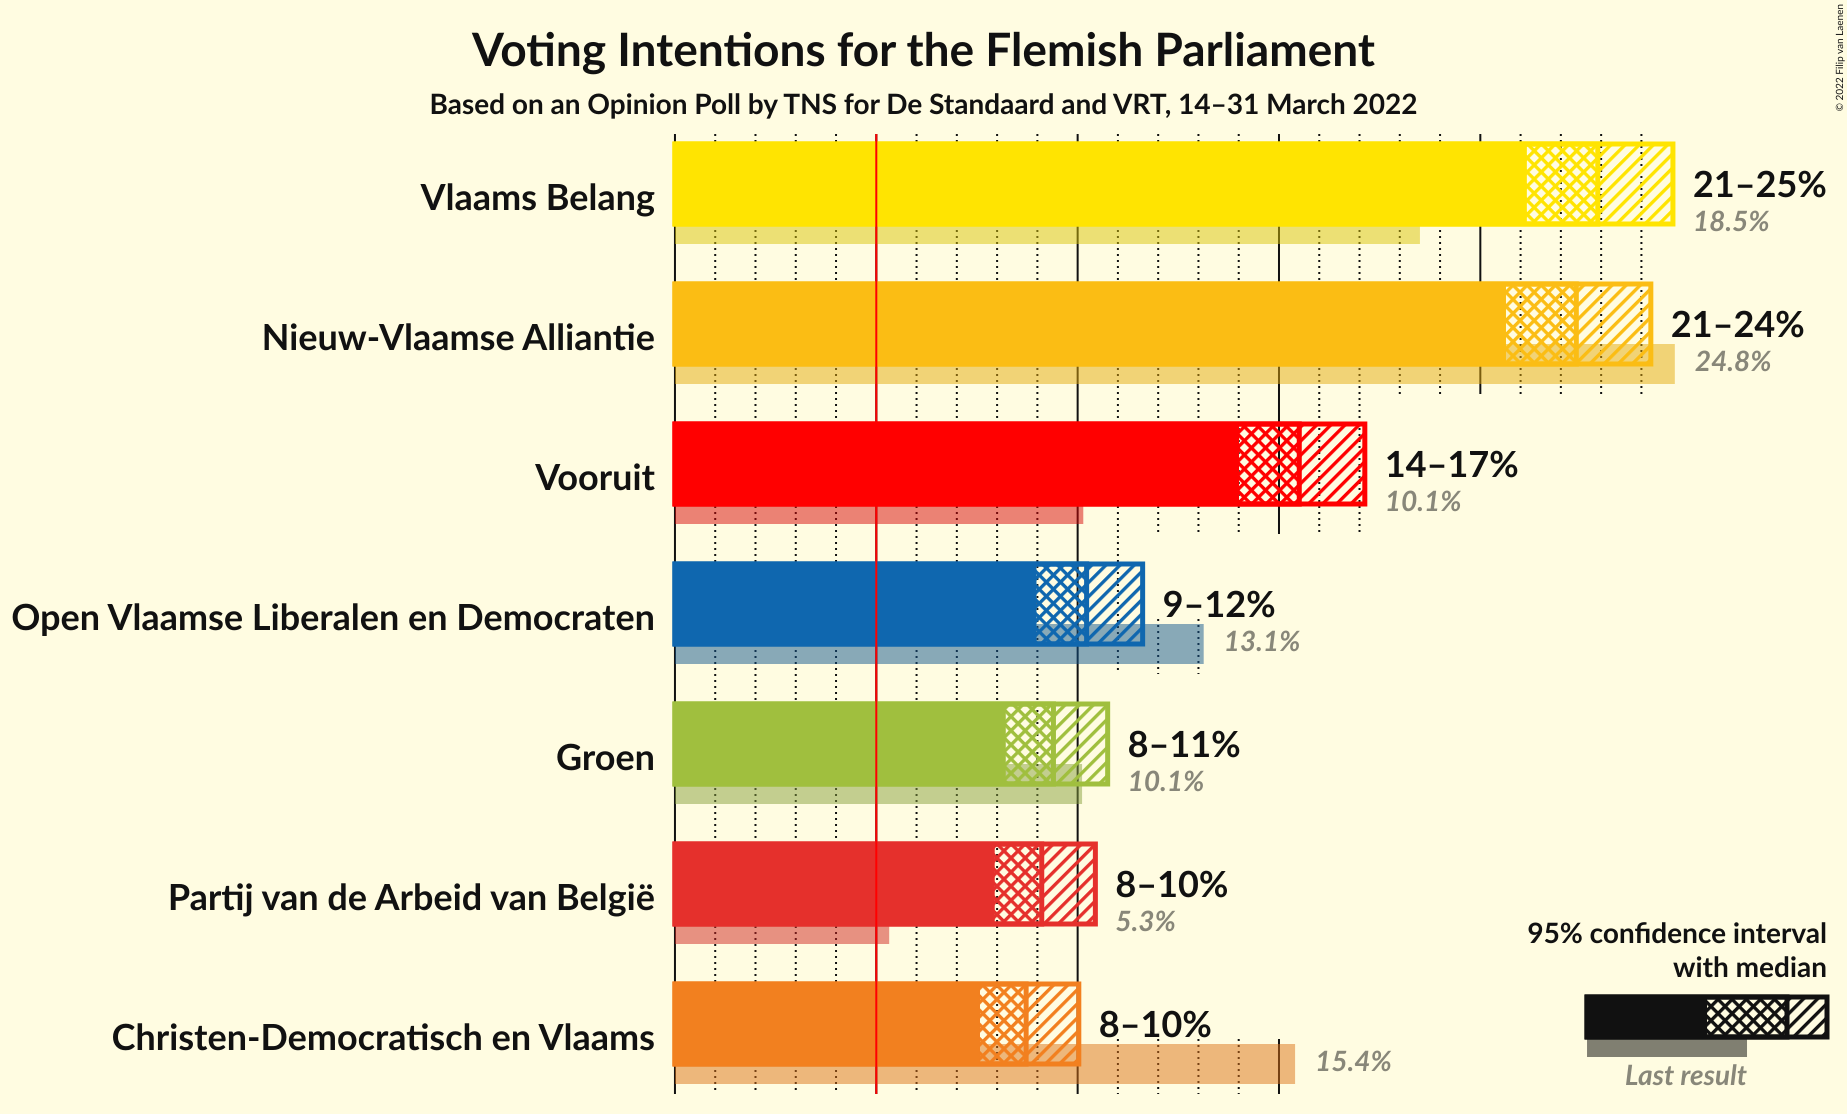 Voting Intentions for the Flemish Parliament
Based on an Opinion Poll by TNS for De Standaard and VRT, 14–31 March 2022
© 2022 Filip van Laenen
Vlaams Belang
21–25%
18.5%
Nieuw-Vlaamse Alliantie
21–24%
24.8%
Vooruit
14–17%
10.1%
Open Vlaamse Liberalen en Democraten
9–12%
13.1%
Groen
8–11%
10.1%
Partij van de Arbeid van België
8–10%
5.3%
Christen-Democratisch en Vlaams
8–10%
15.4%
95% confidence interval
with median
Last result